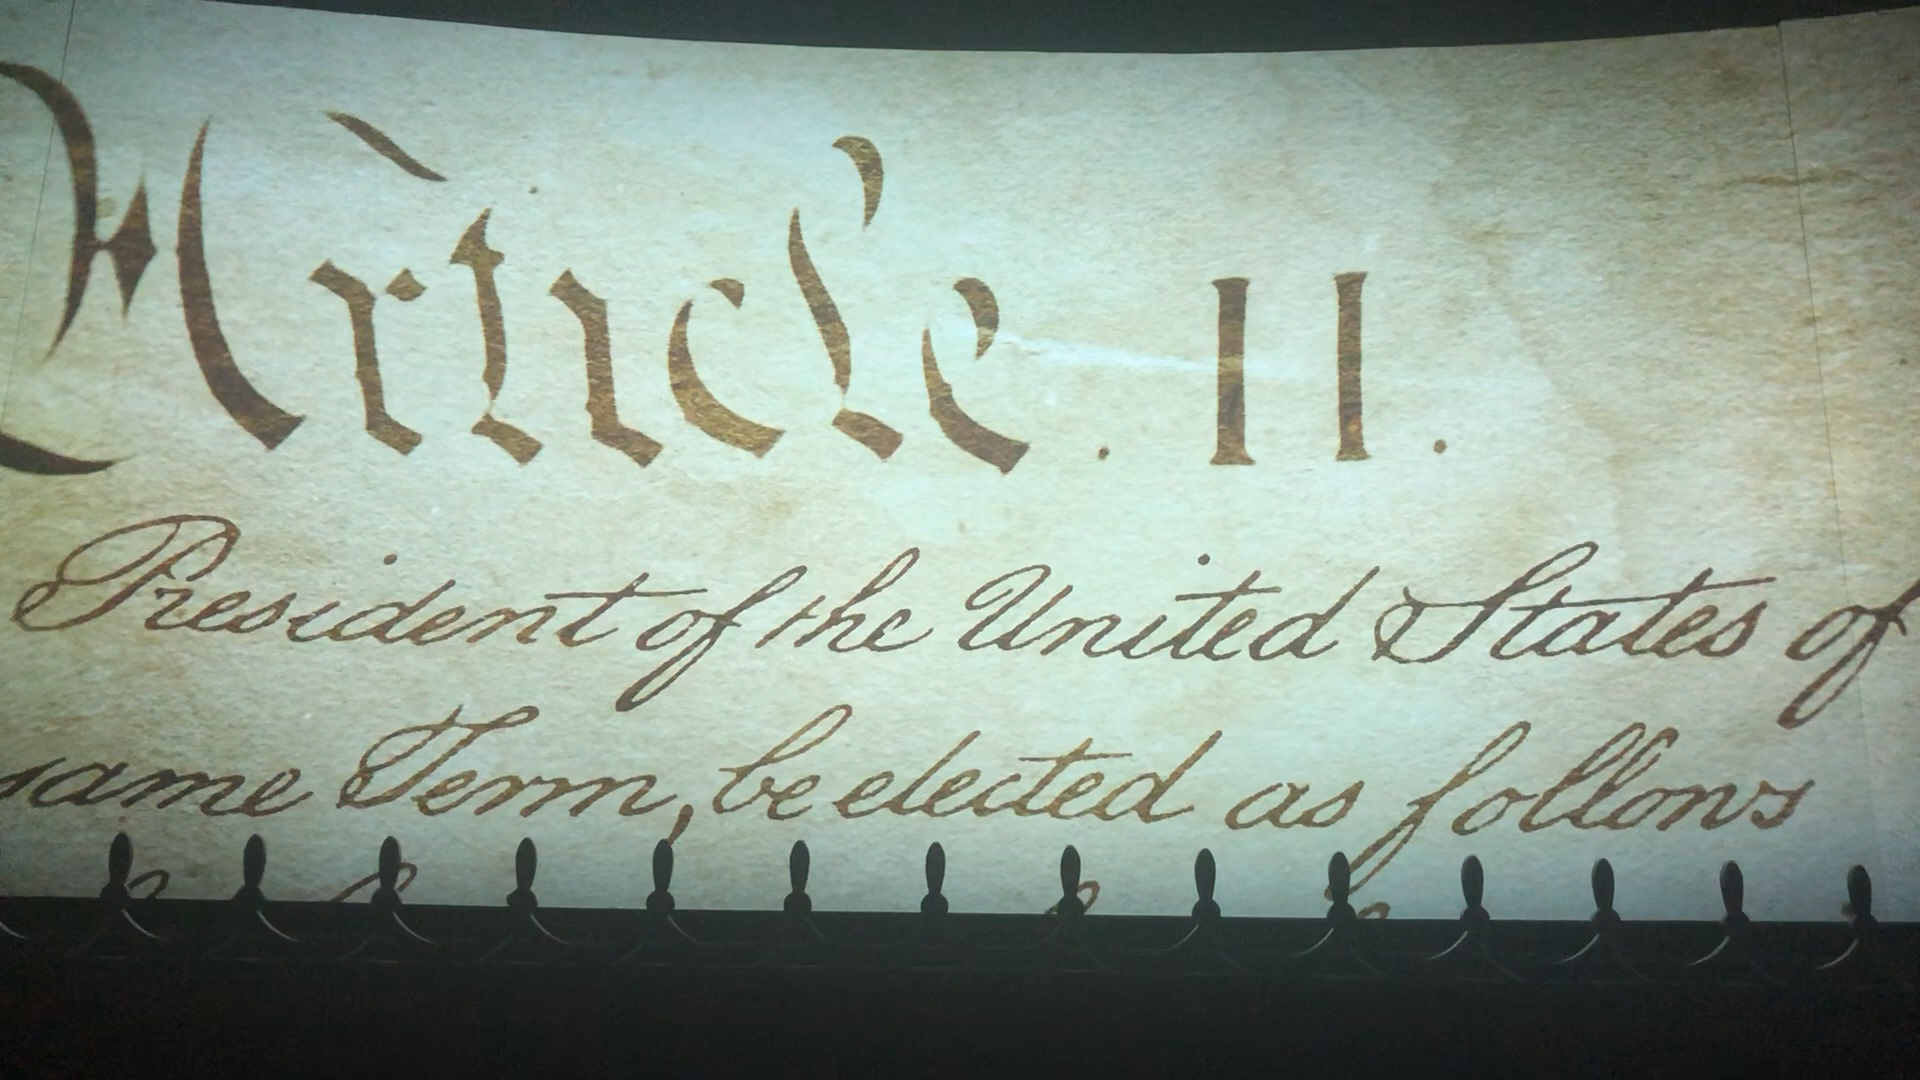 Article. II.
President of the United States of
same Term, be elected as follows